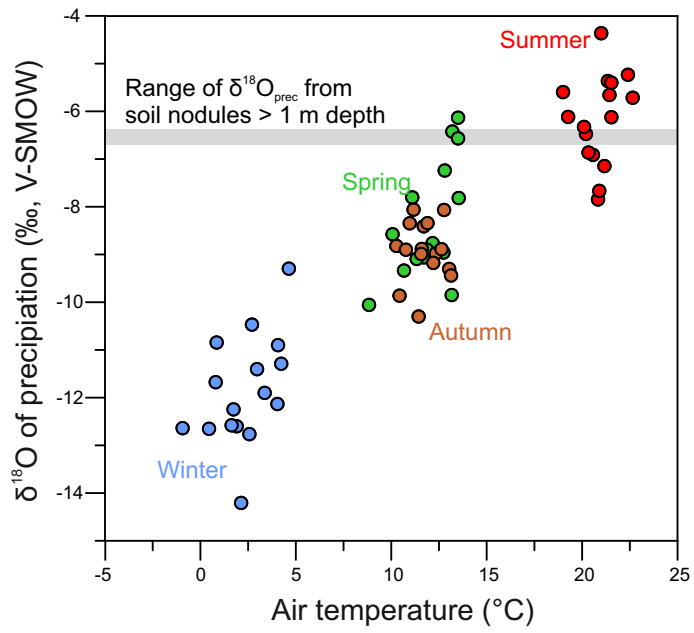 -4
Summer
Range of δ¹⁸Oprec from
soil nodules > 1 m depth
-6
Spring
-8
-10
Autumn
-12
Winter
-14
-5 0 5 10 15 20 25
Air temperature (°C)
δ¹⁸O of precipiation (‰, V-SMOW)